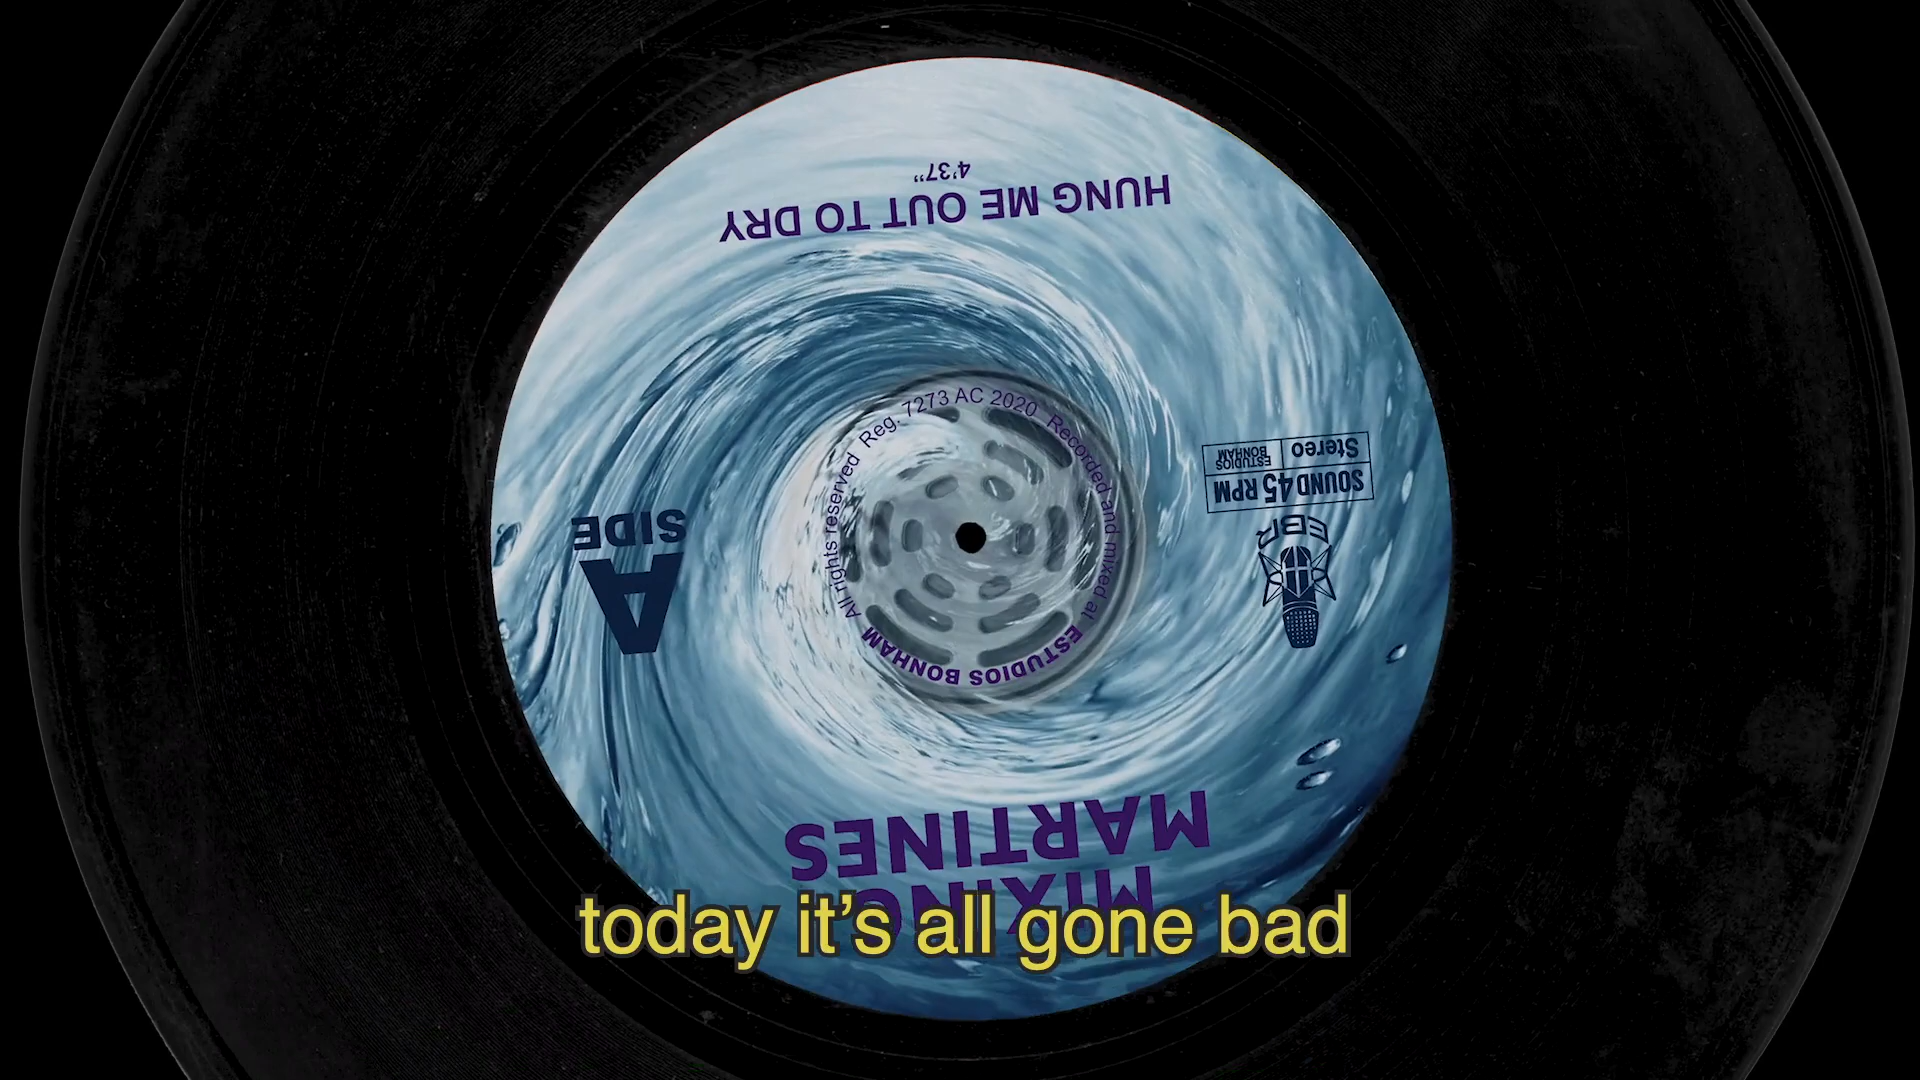 MIXING
MARTINES
A
SIDE
EBR
SOUND 45 RPM
ESTUDIOS
BONHAM
Stereo
HUNG ME OUT TO DRY
4'37"
ESTUDIOS BONHAM All rights reserved Reg. 7273 AC 2020 Recorded and mixed at
today it’s all gone bad